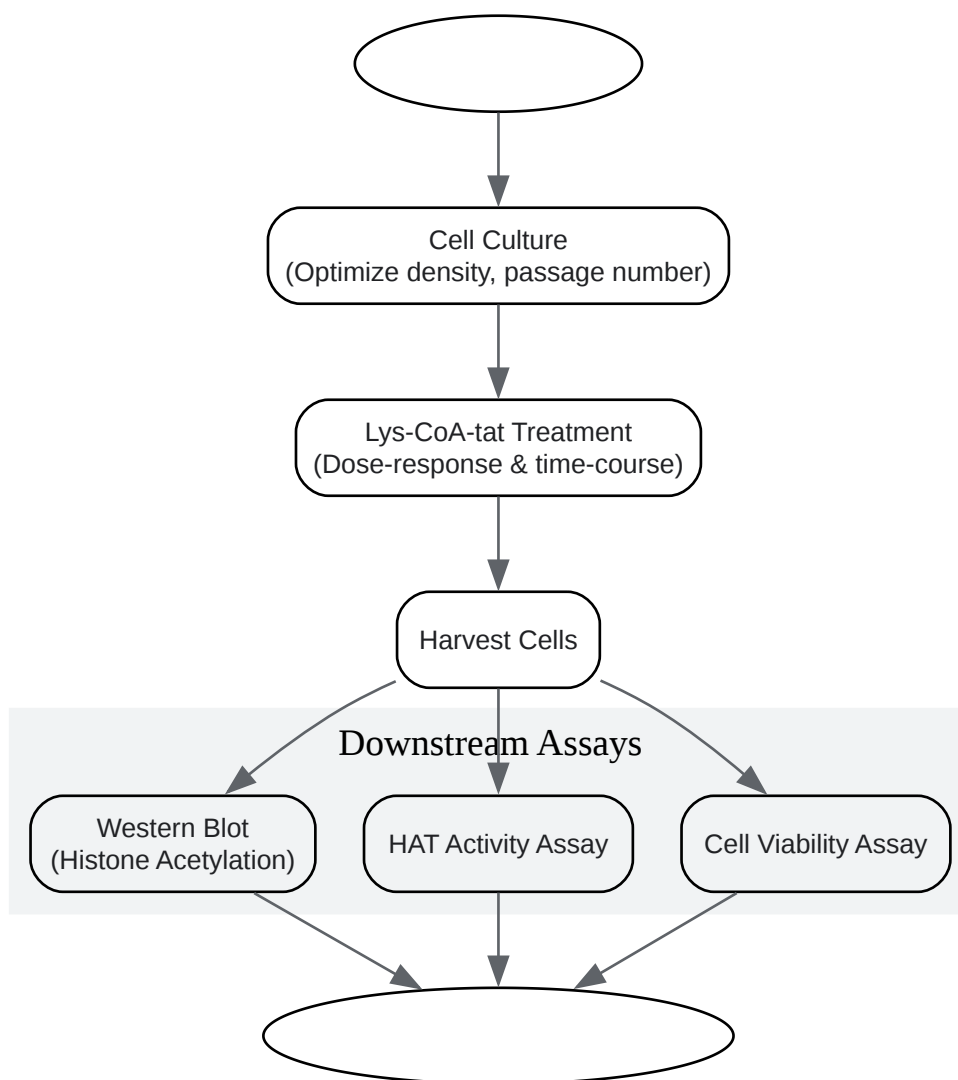 Cell Culture
(Optimize density, passage number)
Lys-CoA-tat Treatment
(Dose-response & time-course)
Harvest Cells
Downstream Assays
Western Blot
(Histone Acetylation)
HAT Activity Assay
Cell Viability Assay